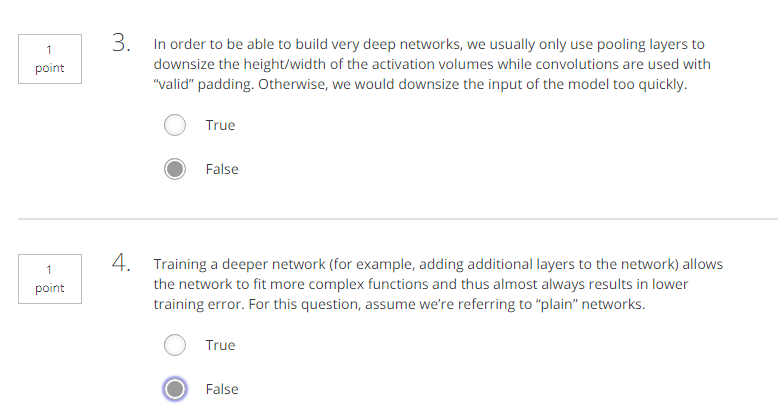 1
point
3.
In order to be able to build very deep networks, we usually only use pooling layers to
downsize the height/width of the activation volumes while convolutions are used with
“valid” padding. Otherwise, we would downsize the input of the model too quickly.
True
False
1
point
4.
Training a deeper network (for example, adding additional layers to the network) allows
the network to fit more complex functions and thus almost always results in lower
training error. For this question, assume we’re referring to “plain” networks.
True
False